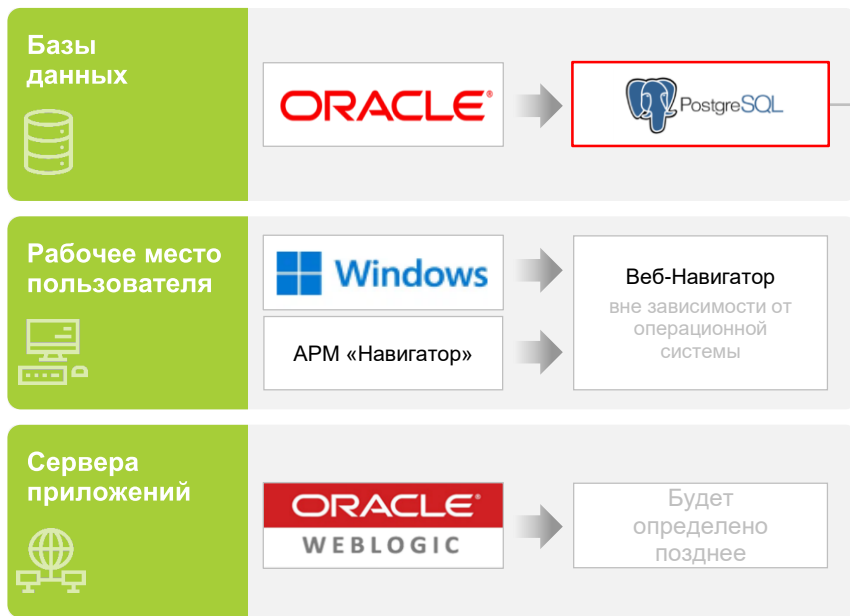 Базы
данных
ORACLE®
PostgreSQL
Рабочее место
пользователя
Windows
АРМ «Навигатор»
Веб-Навигатор
вне зависимости от
операционной
системы
Сервера
приложений
ORACLE®
WEBLOGIC
Будет
определено
позднее